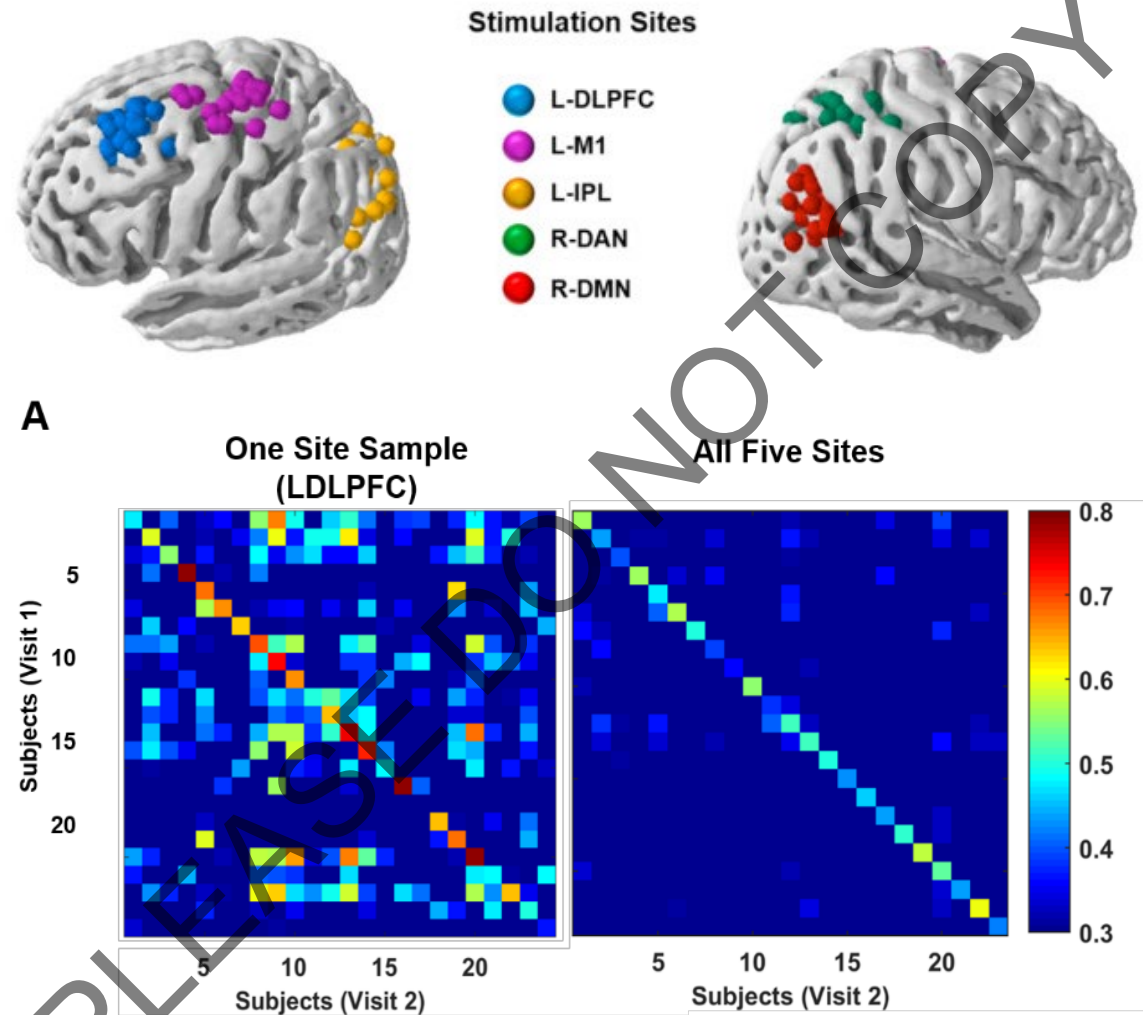 Stimulation Sites
L-DLPFC
L-M1
L-IPL
R-DAN
R-DMN
A
One Site Sample
(LDLPFC)
All Five Sites
Subjects (Visit 1)
5
10
15
20
5
10
15
20
Subjects (Visit 2)
5
10
15
20
Subjects (Visit 2)
0.8
0.7
0.6
0.5
0.4
0.3
PLEASE DO NOT COPY